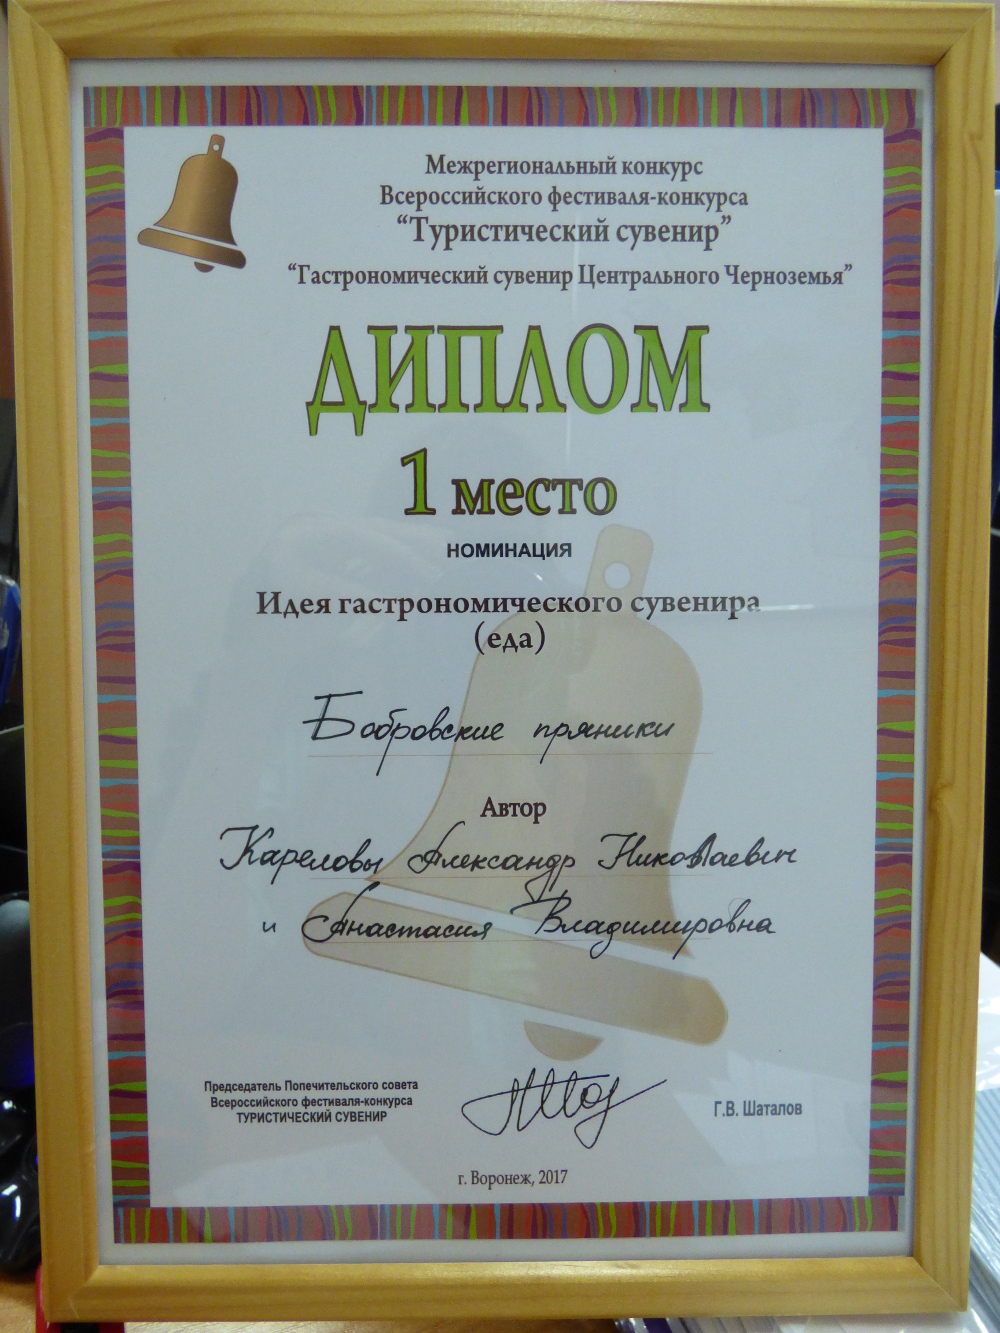 Межрегиональный конкурс
Всероссийского фестиваля-конкурса
“Туристический сувенир”
“Гастрономический сувенир Центрального Черноземья”
ДИПЛОМ
1 место
НОМИНАЦИЯ
Идея гастрономического сувенира
(еда)
Бобровские пряники
Автор
Кареловы Александр Николаевич
и Анастасия Владимировна
Председатель Попечительского совета
Всероссийского фестиваля-конкурса
ТУРИСТИЧЕСКИЙ СУВЕНИР
Г.В. Шаталов
г. Воронеж, 2017